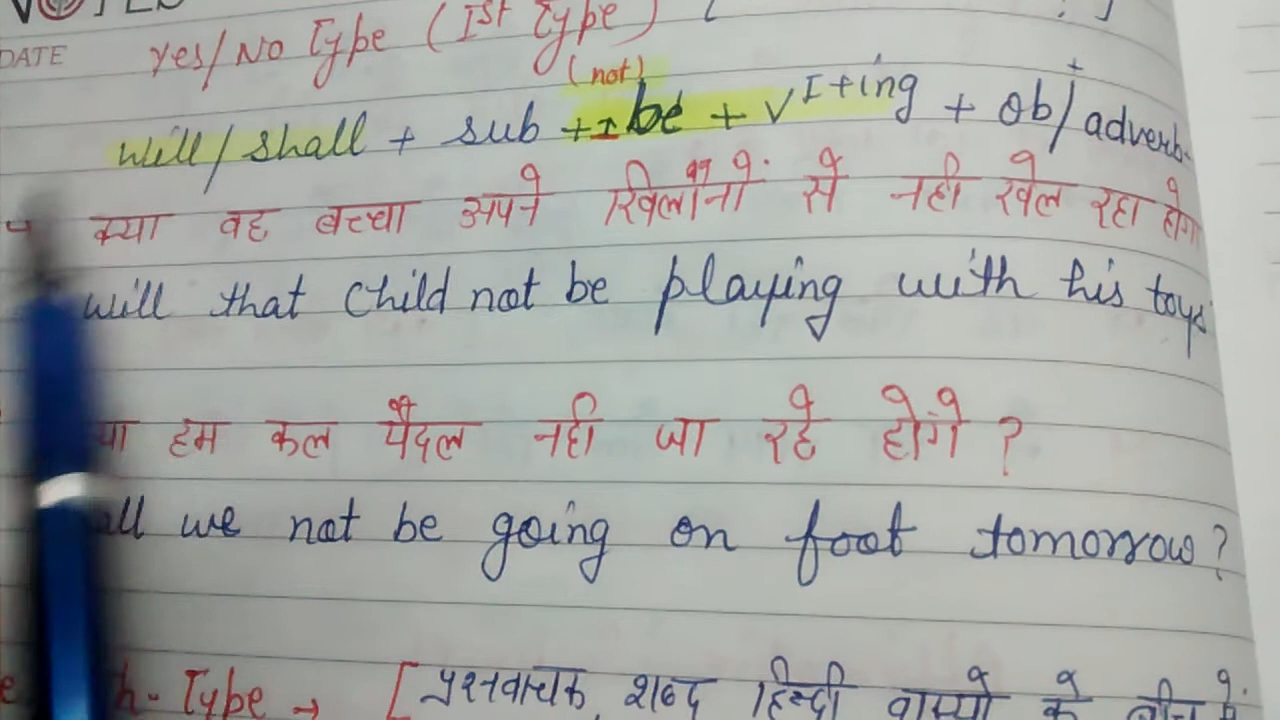 DATE Yes/No Type (Ist Type) [
(not)
will/shall + sub + be + V I+ing + ob/adverb
क्या वह बच्चा अपने खिलौनों से नही खेल रहा होगा
will that child not be playing with his toys
हम कल पैदल नही जा रहे होगें ?
we not be going on foot tomorrow?
Type → [प्रश्नवाचक शब्द हिन्दी वाक्यो के बीच में